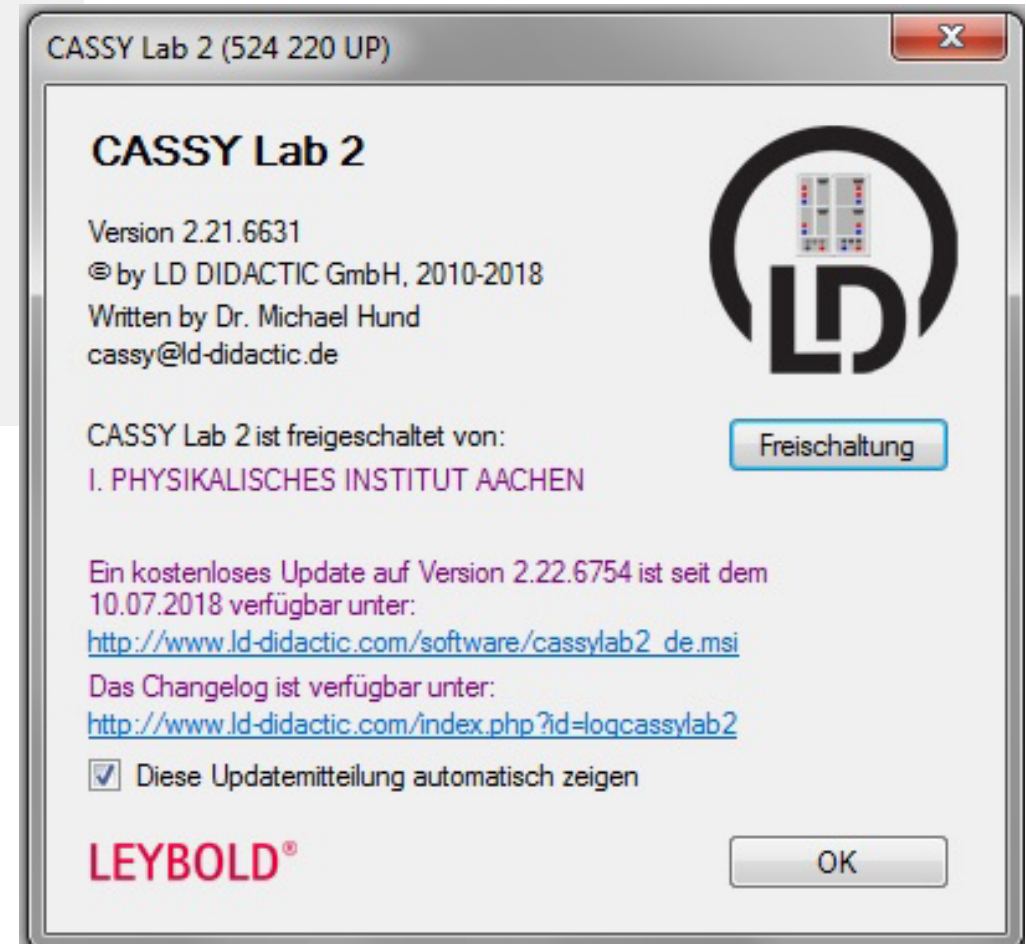 CASSY Lab 2 (524 220 UP)
CASSY Lab 2
Version 2.21.6631
© by LD DIDACTIC GmbH, 2010-2018
Written by Dr. Michael Hund
cassy@ld-didactic.de
LD
CASSY Lab 2 ist freigeschaltet von:
Freischaltung
I. PHYSIKALISCHES INSTITUT AACHEN
Ein kostenloses Update auf Version 2.22.6754 ist seit dem
10.07.2018 verfügbar unter:
http://www.ld-didactic.com/software/cassylab2_de.msi
Das Changelog ist verfügbar unter:
http://www.ld-didactic.com/index.php?id=logcassylab2
Diese Updatemitteilung automatisch zeigen
LEYBOLD®
OK